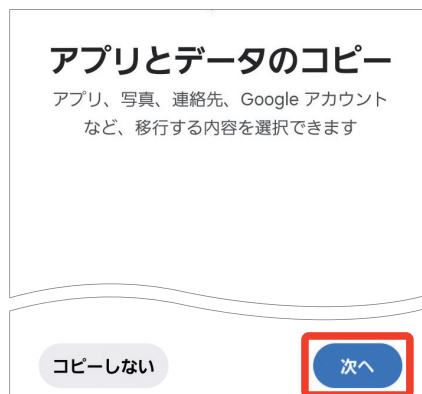 アプリとデータのコピー
アプリ、写真、連絡先、Google アカウント
など、移行する内容を選択できます
コピーしない
次へ